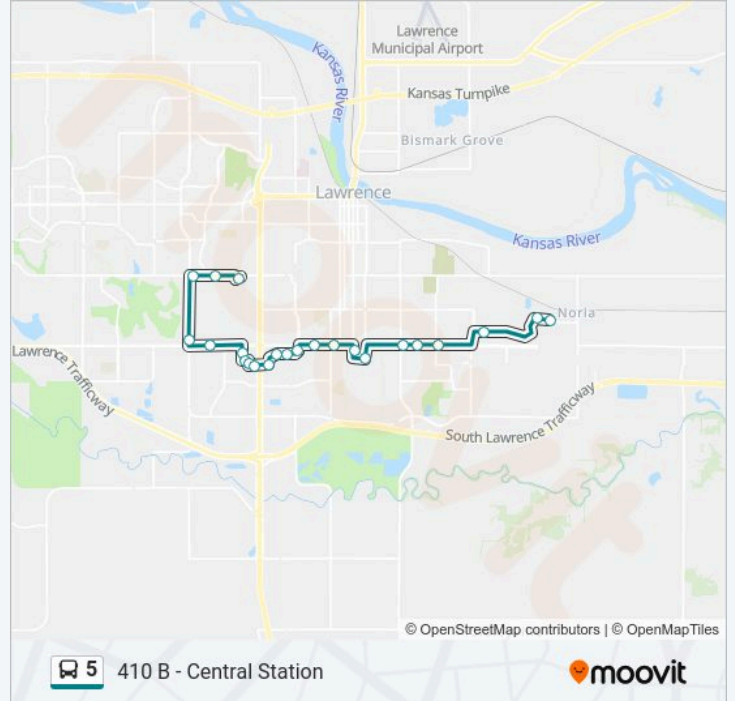 Lawrence
Municipal Airport
Kansas River
Kansas Turnpike
Bismark Grove
Lawrence
Kansas River
Norla
Lawrence Trafficway
South Lawrence Trafficway
© OpenStreetMap contributors | © OpenMapTiles
5 410 B - Central Station
moovit